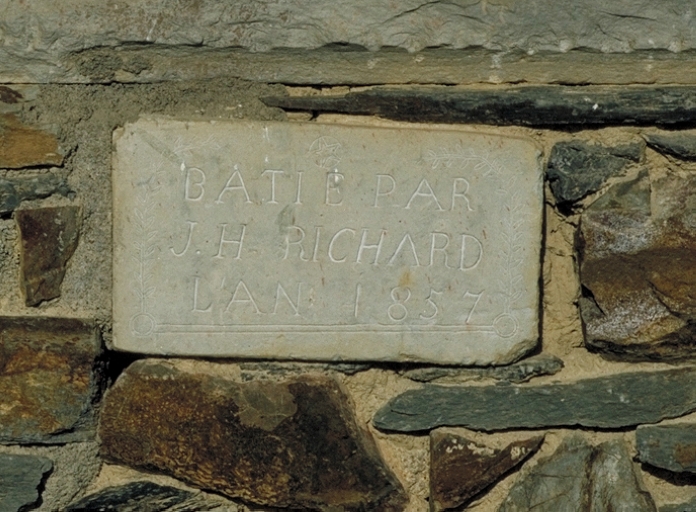 BATIE PAR
J.H RICHARD
L'AN 1857